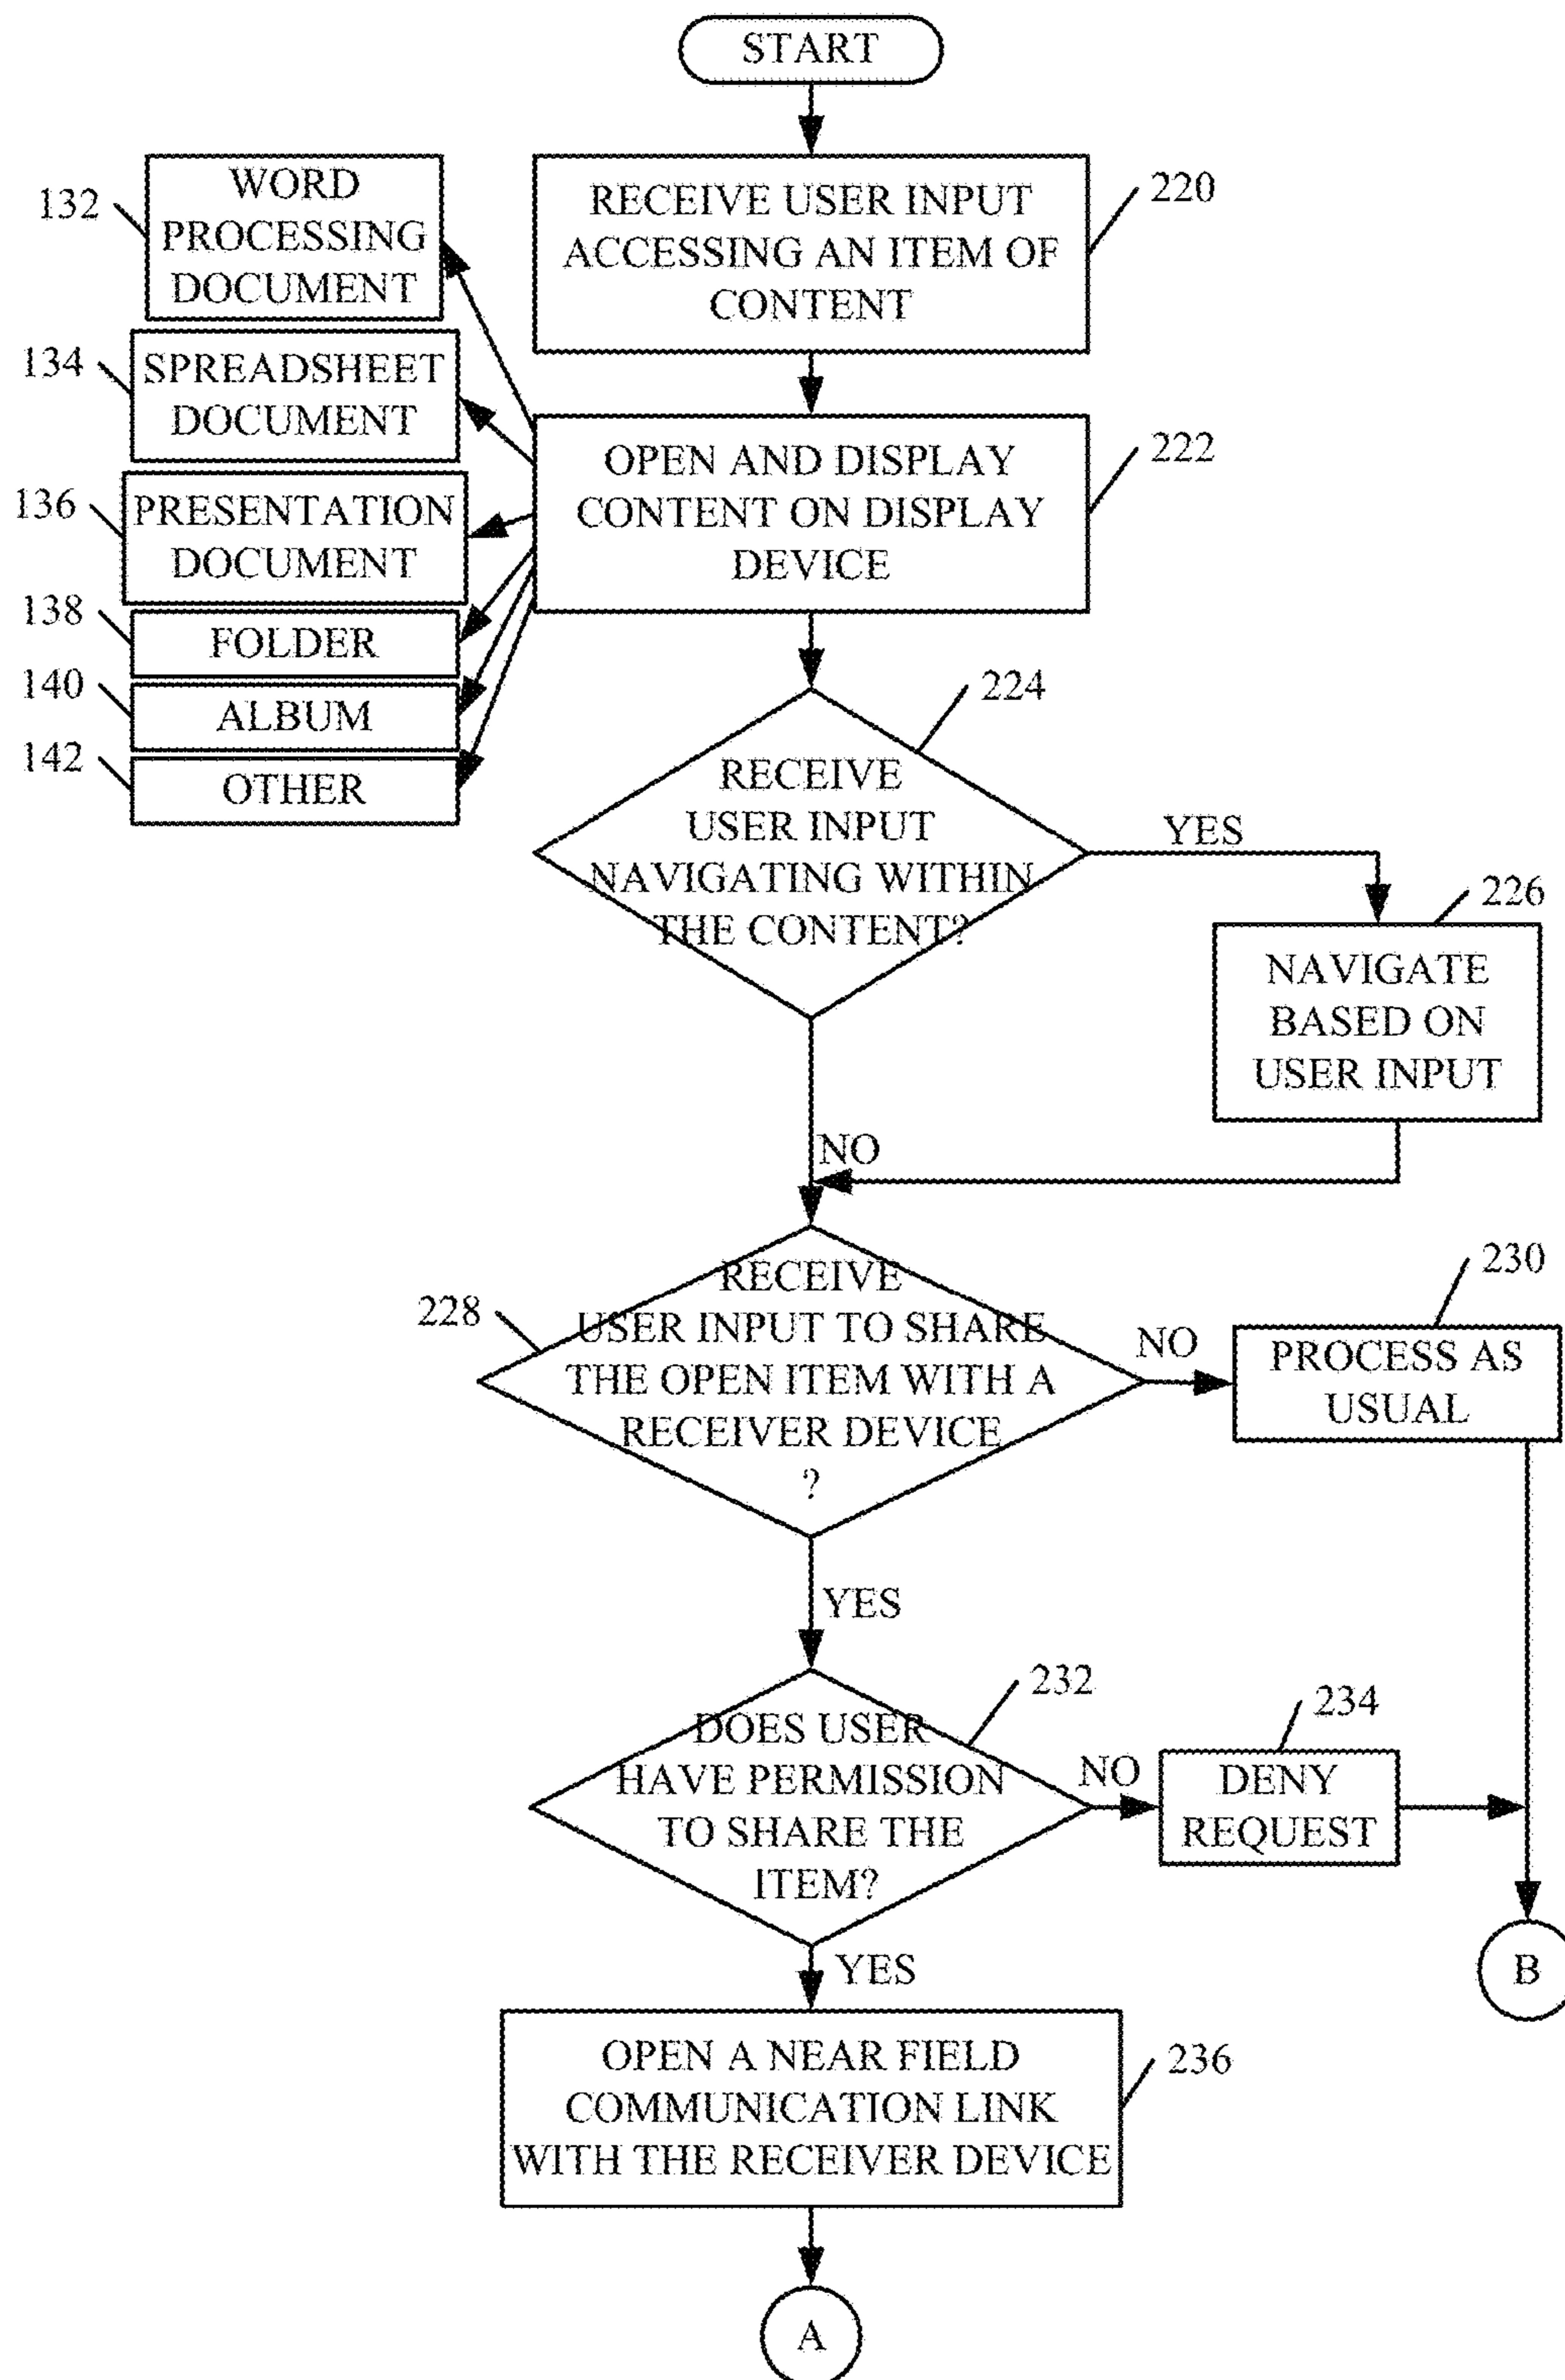 START
132
WORD
PROCESSING
DOCUMENT
RECEIVE USER INPUT
ACCESSING AN ITEM OF
CONTENT
220
134
SPREADSHEET
DOCUMENT
136
PRESENTATION
DOCUMENT
OPEN AND DISPLAY
CONTENT ON DISPLAY
DEVICE
222
138
FOLDER
140
ALBUM
142
OTHER
224
RECEIVE
USER INPUT
NAVIGATING WITHIN
THE CONTENT?
YES
226
NAVIGATE
BASED ON
USER INPUT
NO
228
RECEIVE
USER INPUT TO SHARE
THE OPEN ITEM WITH A
RECEIVER DEVICE
?
NO
230
PROCESS AS
USUAL
YES
232
DOES USER
HAVE PERMISSION
TO SHARE THE
ITEM?
NO
234
DENY
REQUEST
B
YES
OPEN A NEAR FIELD
COMMUNICATION LINK
WITH THE RECEIVER DEVICE
236
A